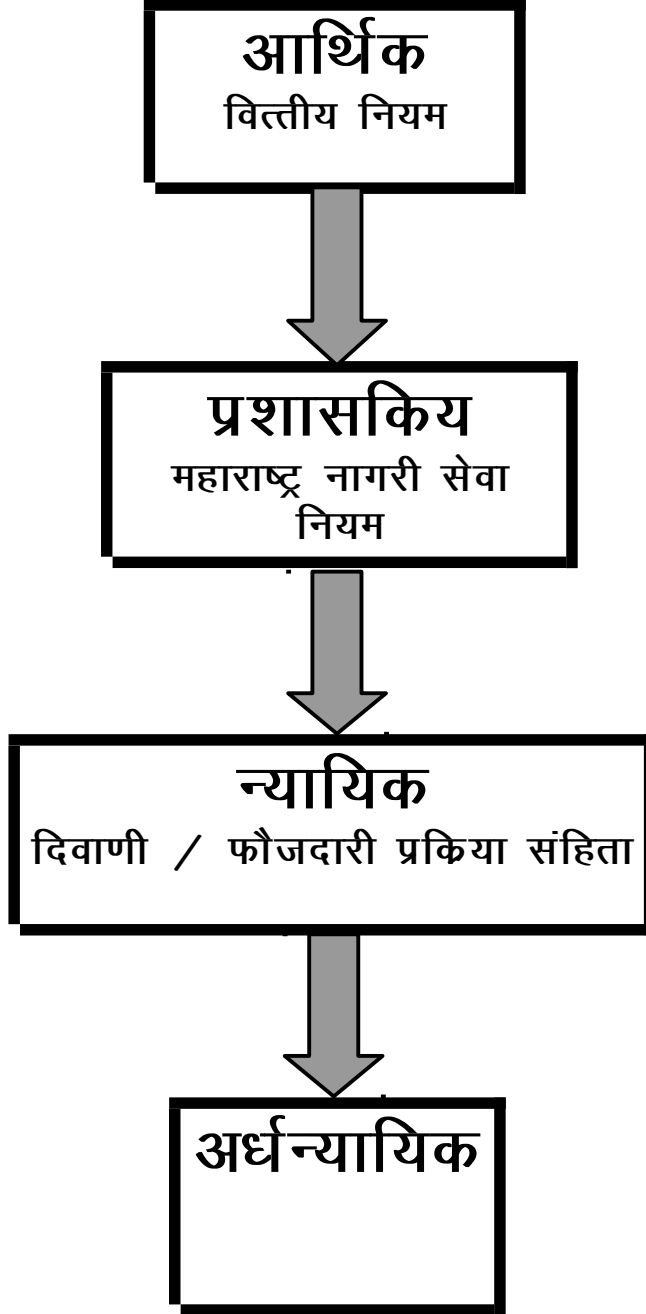 आर्थिक
वित्तीय नियम
प्रशासकिय
महाराष्ट्र नागरी सेवा
नियम
न्यायिक
दिवाणी / फौजदारी प्रकिया संहिता
अर्धन्यायिक